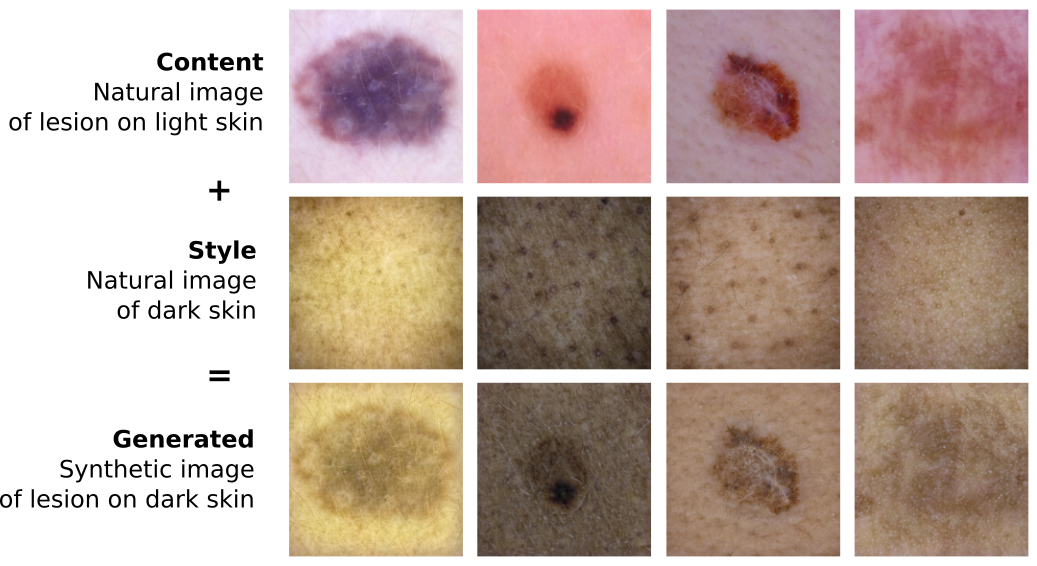 Content
Natural image
of lesion on light skin
+
Style
Natural image
of dark skin
=
Generated
Synthetic image
of lesion on dark skin